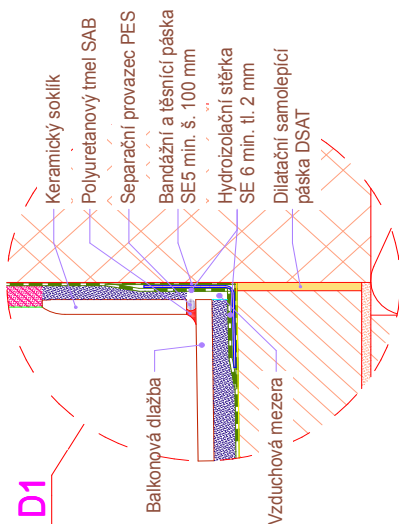 D1
Keramický soklík
Polyuretanový tmel SAB
Separační provazec PES
Bandážní a těsnící páska
SE5 min. š. 100 mm
Hydroizolační stěrka
SE 6 min. tl. 2 mm
Dilatační samolepící
páska DSAT
Balkonová dlažba
Vzduchová mezera